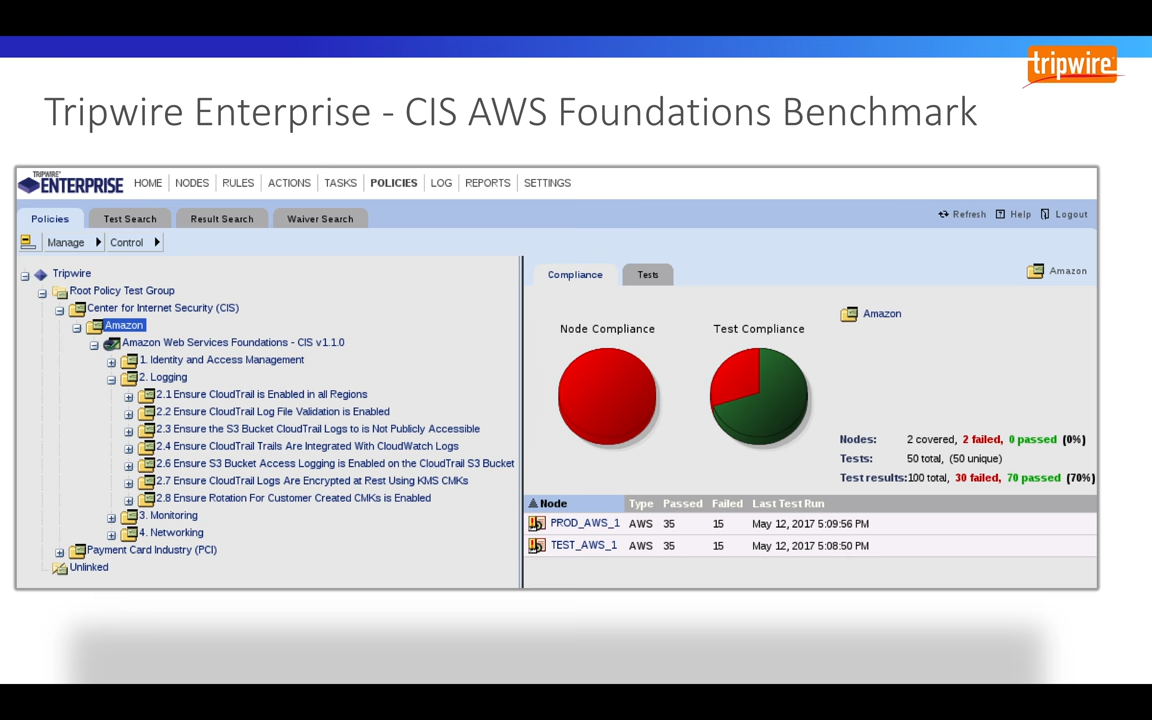 tripwire
Tripwire Enterprise - CIS AWS Foundations Benchmark
TRIPWIRE
ENTERPRISE
HOME NODES RULES ACTIONS TASKS POLICIES LOG REPORTS SETTINGS
Policies Test Search Result Search Waiver Search
Refresh Help Logout
Manage Control
Tripwire
Root Policy Test Group
Center for Internet Security (CIS)
Amazon
Amazon Web Services Foundations - CIS v1.1.0
1. Identity and Access Management
2. Logging
2.1 Ensure CloudTrail is Enabled in all Regions
2.2 Ensure CloudTrail Log File Validation is Enabled
2.3 Ensure the S3 Bucket CloudTrail Logs to is Not Publicly Accessible
2.4 Ensure CloudTrail Trails Are Integrated With CloudWatch Logs
2.6 Ensure S3 Bucket Access Logging is Enabled on the CloudTrail S3 Bucket
2.7 Ensure CloudTrail Logs Are Encrypted at Rest Using KMS CMKs
2.8 Ensure Rotation For Customer Created CMKs is Enabled
3. Monitoring
4. Networking
Payment Card Industry (PCI)
Unlinked
Compliance Tests
Amazon
Node Compliance Test Compliance
Amazon
Nodes: 2 covered, 2 failed, 0 passed (0%)
Tests: 50 total, (50 unique)
Test results:100 total, 30 failed, 70 passed (70%)
Node Type Passed Failed Last Test Run
PROD_AWS_1 AWS 35 15 May 12, 2017 5:09:56 PM
TEST_AWS_1 AWS 35 15 May 12, 2017 5:08:50 PM